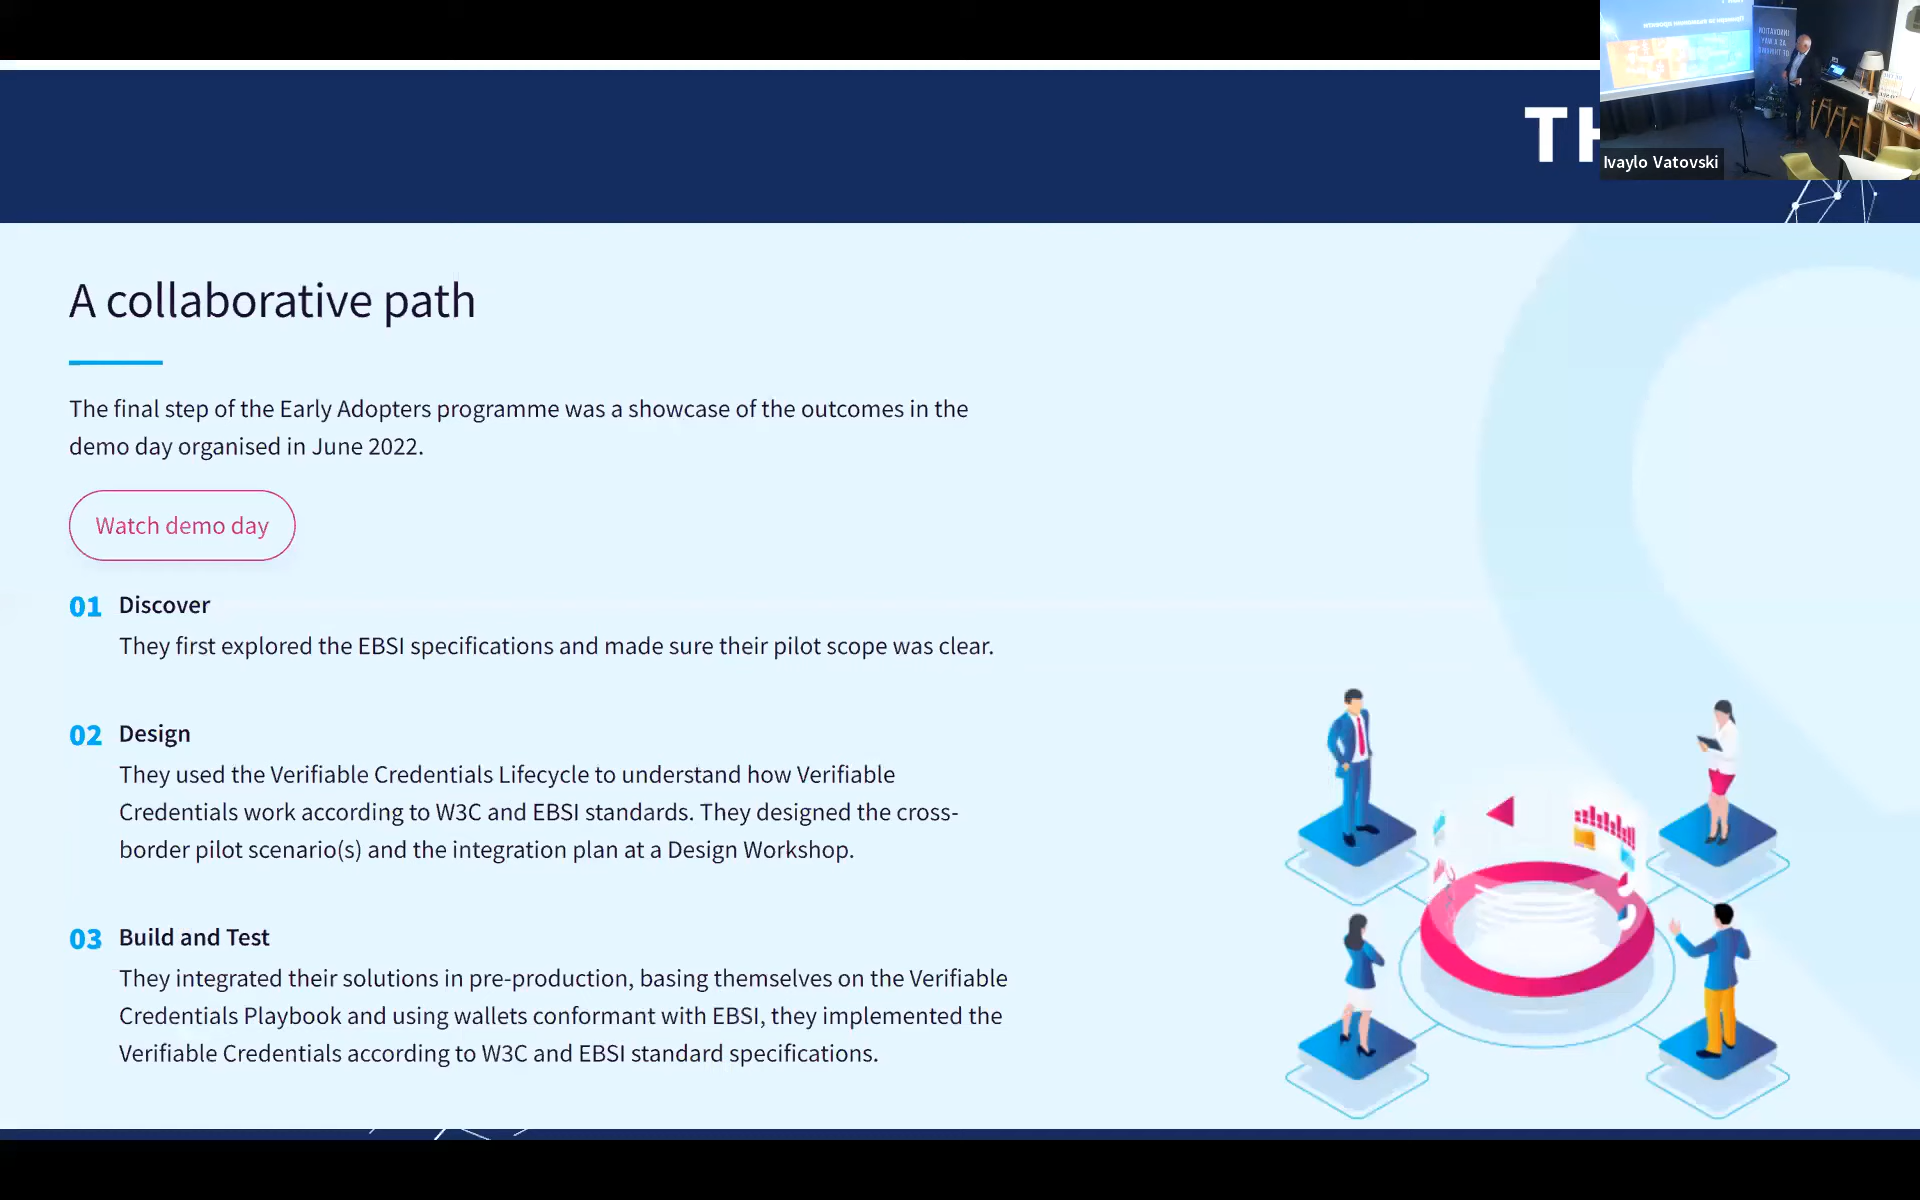 TH
Ivaylo Vatovski
A collaborative path
The final step of the Early Adopters programme was a showcase of the outcomes in the
demo day organised in June 2022.
Watch demo day
01 Discover
They first explored the EBSI specifications and made sure their pilot scope was clear.
02 Design
They used the Verifiable Credentials Lifecycle to understand how Verifiable
Credentials work according to W3C and EBSI standards. They designed the cross-
border pilot scenario(s) and the integration plan at a Design Workshop.
03 Build and Test
They integrated their solutions in pre-production, basing themselves on the Verifiable
Credentials Playbook and using wallets conformant with EBSI, they implemented the
Verifiable Credentials according to W3C and EBSI standard specifications.